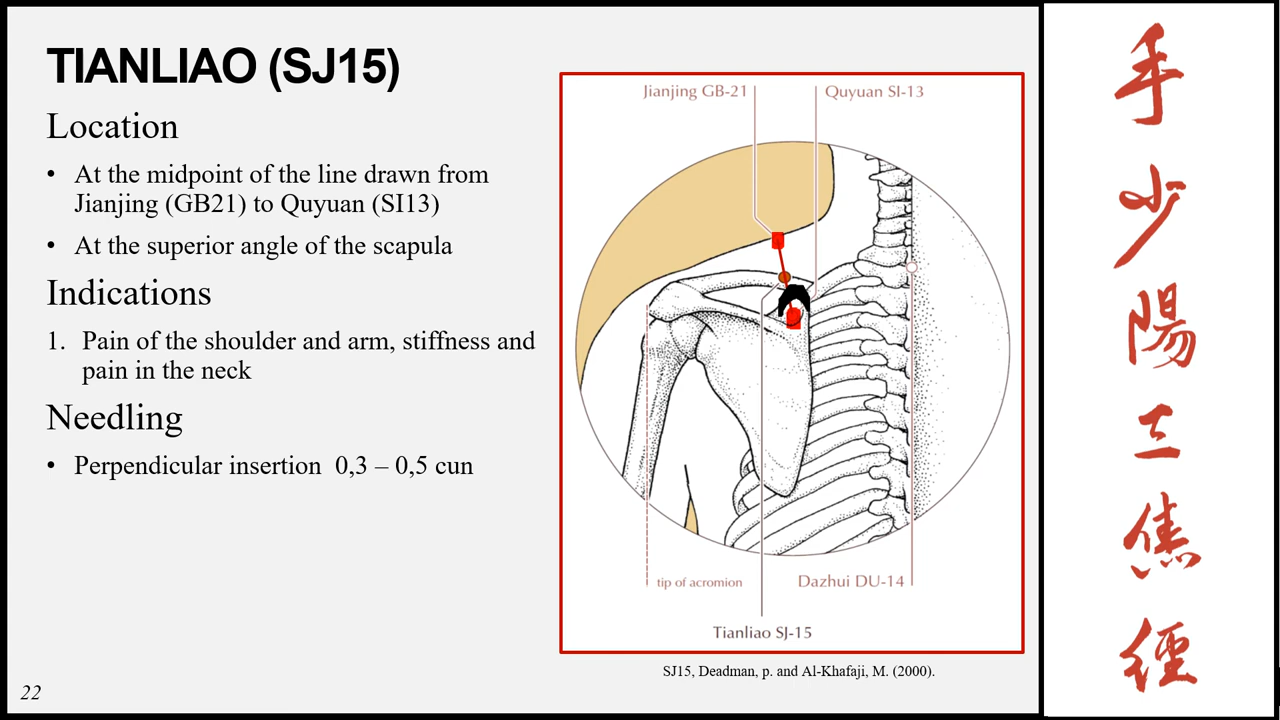 TIANLIAO (SJ15)
Location
• At the midpoint of the line drawn from
Jianjing (GB21) to Quyuan (SI13)
• At the superior angle of the scapula
Indications
1. Pain of the shoulder and arm, stiffness and
pain in the neck
Needling
• Perpendicular insertion 0,3 – 0,5 cun
22
Jianjing GB-21
Quyuan SI-13
tip of acromion
Dazhui DU-14
Tianliao SJ-15
SJ15, Deadman, p. and Al-Khafaji, M. (2000).
手
少
陽
三
焦
經